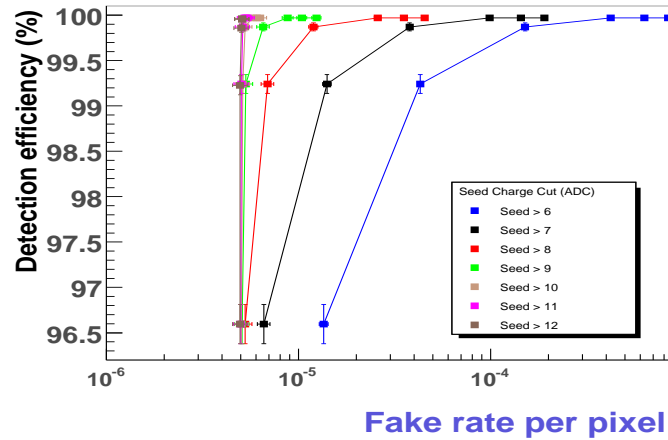 100
99.5
99
98.5
98
97.5
97
96.5
Detection efficiency (%)
Seed Charge Cut (ADC)
Seed > 6
Seed > 7
Seed > 8
Seed > 9
Seed > 10
Seed > 11
Seed > 12
10⁻⁶ 10⁻⁵ 10⁻⁴
Fake rate per pixel